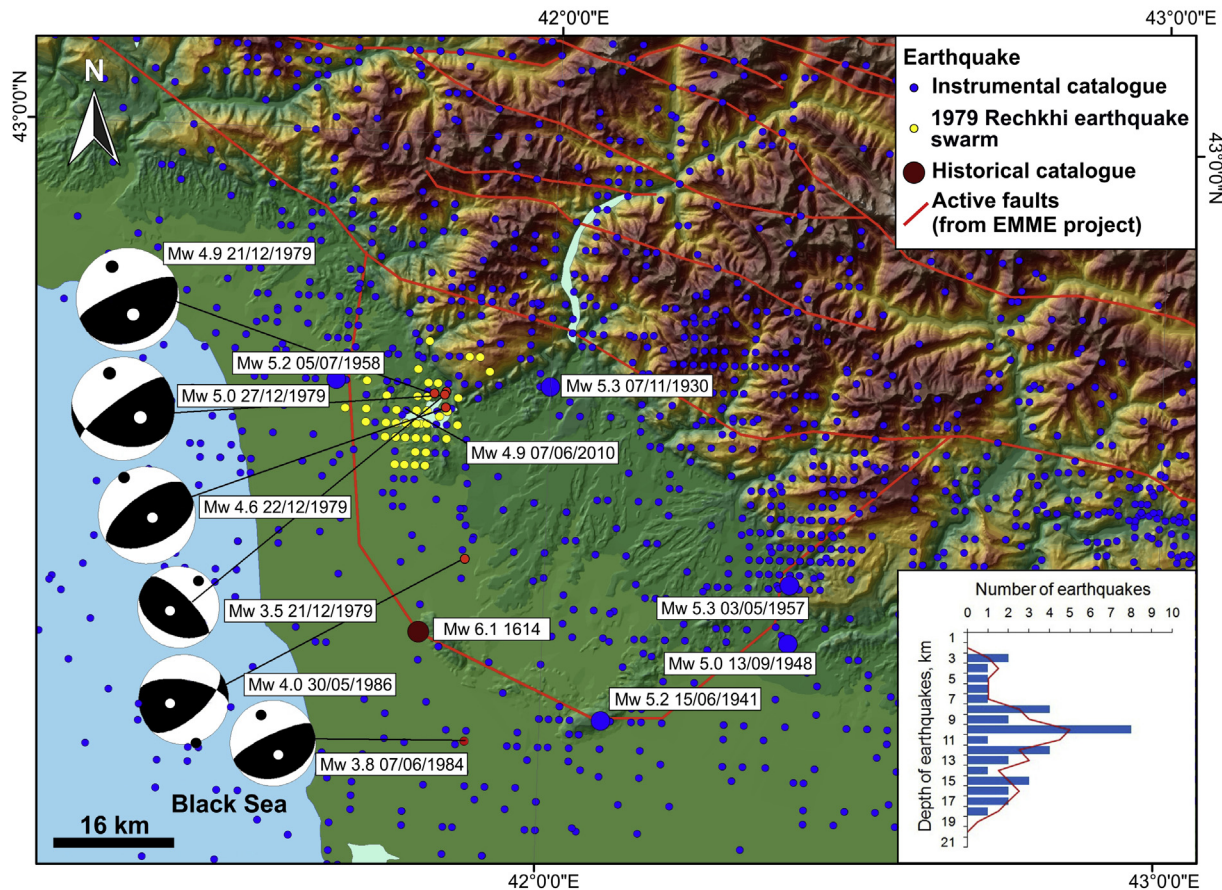 42°0'0"E
43°0'0"E
43°0'0"N
43°0'0"N
N
Earthquake
Instrumental catalogue
1979 Rechkhi earthquake
swarm
Historical catalogue
Active faults
(from EMME project)
Mw 4.9 21/12/1979
Mw 5.2 05/07/1958
Mw 5.0 27/12/1979
Mw 5.3 07/11/1930
Mw 4.9 07/06/2010
Mw 4.6 22/12/1979
Mw 3.5 21/12/1979
Mw 5.3 03/05/1957
Mw 6.1 1614
Mw 5.0 13/09/1948
Mw 4.0 30/05/1986
Mw 5.2 15/06/1941
Mw 3.8 07/06/1984
Black Sea
16 km
Number of earthquakes
0 1 2 3 4 5 6 7 8 9 10
Depth of earthquakes, km
1
3
5
7
9
11
13
15
17
19
21
42°0'0"E
43°0'0"E